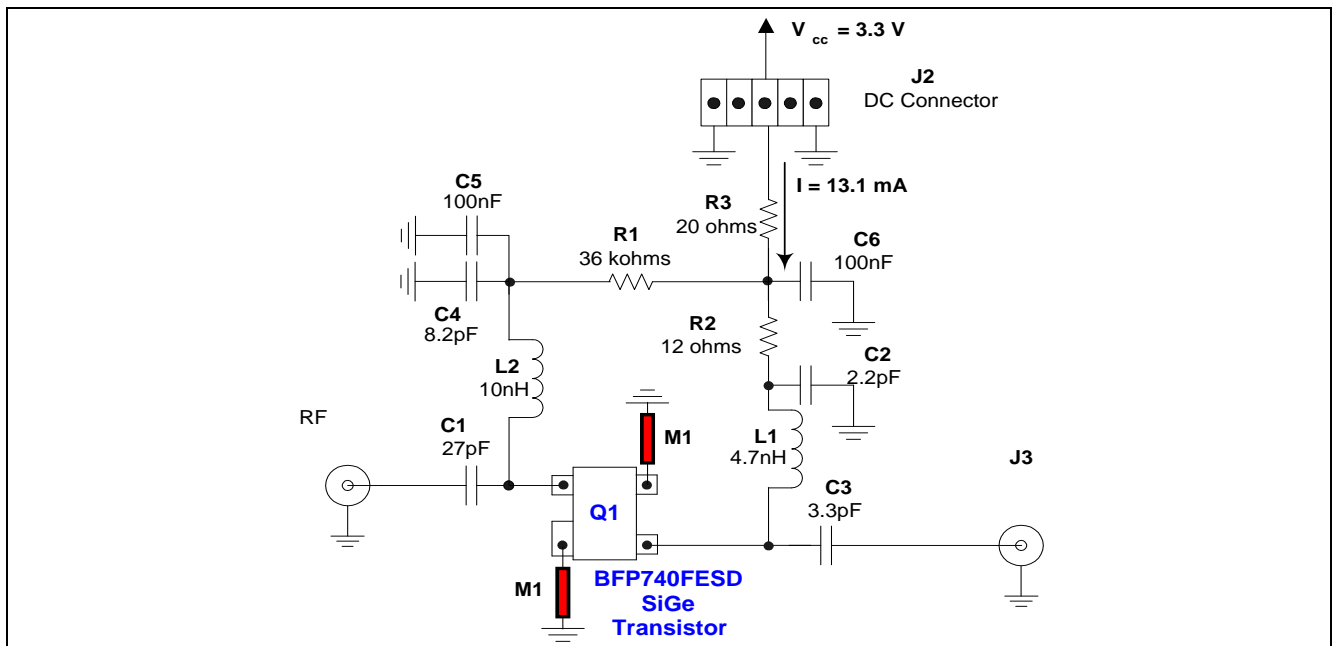 V cc = 3.3 V
J2
DC Connector
I = 13.1 mA
C5
100nF
R3
20 ohms
R1
36 kohms
C6
100nF
C4
8.2pF
R2
12 ohms
C2
2.2pF
L2
10nH
RF
C1
27pF
M1
L1
4.7nH
J3
C3
3.3pF
Q1
M1
BFP740FESD
SiGe
Transistor